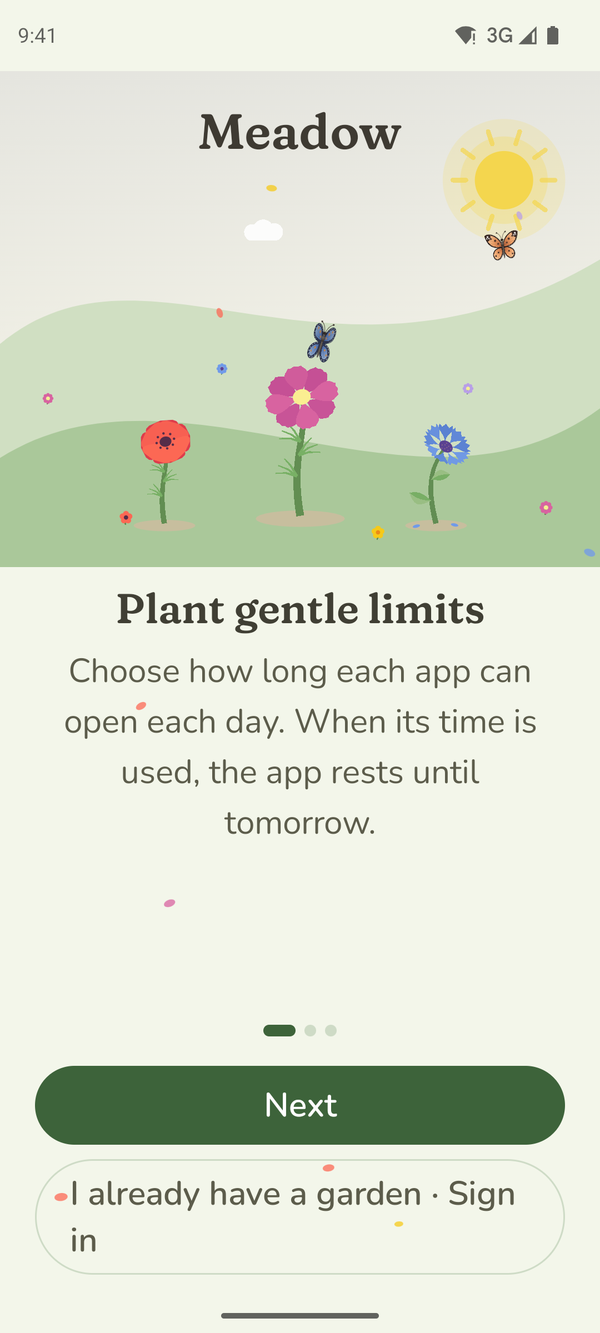 9:41
3G
Meadow
Plant gentle limits
Choose how long each app can
open each day. When its time is
used, the app rests until
tomorrow.
Next
I already have a garden · Sign
in